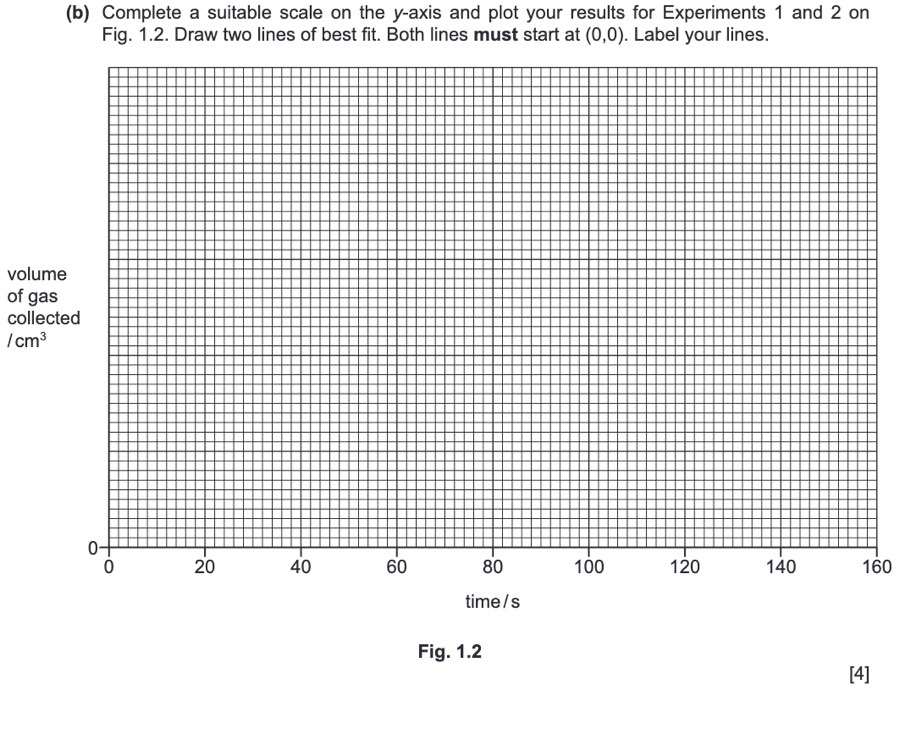 (b) Complete a suitable scale on the y-axis and plot your results for Experiments 1 and 2 on
Fig. 1.2. Draw two lines of best fit. Both lines must start at (0,0). Label your lines.
volume
of gas
collected
/ cm³
0
0 20 40 60 80 100 120 140 160
time / s
Fig. 1.2
[4]